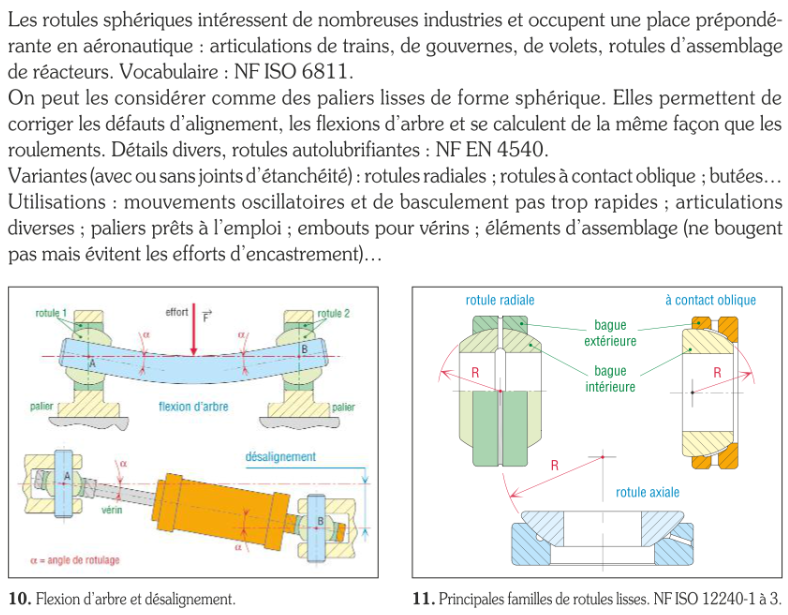 Les rotules sphériques intéressent de nombreuses industries et occupent une place prépondé-
rante en aéronautique : articulations de trains, de gouvernes, de volets, rotules d'assemblage
de réacteurs. Vocabulaire : NF ISO 6811.
On peut les considérer comme des paliers lisses de forme sphérique. Elles permettent de
corriger les défauts d'alignement, les flexions d'arbre et se calculent de la même façon que les
roulements. Détails divers, rotules autolubrifiantes : NF EN 4540.
Variantes (avec ou sans joints d'étanchéité) : rotules radiales ; rotules à contact oblique ; butées…
Utilisations : mouvements oscillatoires et de basculement pas trop rapides ; articulations
diverses ; paliers prêts à l'emploi ; embouts pour vérins ; éléments d'assemblage (ne bougent
pas mais évitent les efforts d'encastrement)…
rotule 1
effort
F
rotule 2
α
α
A
B
palier
flexion d'arbre
palier
désalignement
α
A
vérin
B
α
α = angle de rotulage
10. Flexion d'arbre et désalignement.
rotule radiale
à contact oblique
bague
extérieure
R
bague
intérieure
R
R
rotule axiale
11. Principales familles de rotules lisses. NF ISO 12240-1 à 3.